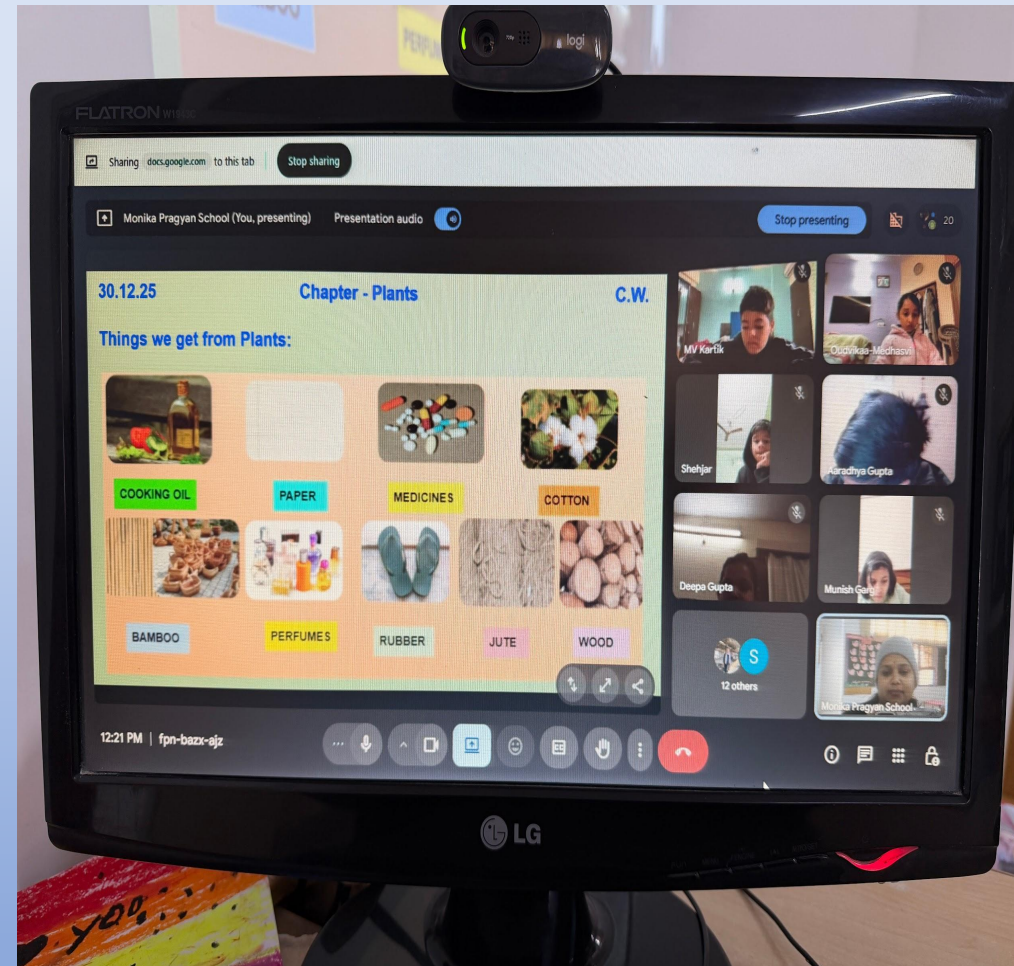 logi
FLATRON
Sharing docs.google.com to this tab Stop sharing
Monika Pragyan School (You, presenting) Presentation audio Stop presenting 20
30.12.25 Chapter - Plants C.W.
Things we get from Plants:
COOKING OIL PAPER MEDICINES COTTON
BAMBOO PERFUMES RUBBER JUTE WOOD
MV Kartik
Oudvikaa-Medhasvi
Shehjar
Aaradhya Gupta
Deepa Gupta
Munish Garg
S
12 others
Monika Pragyan School
12:21 PM | fpn-bazx-ajz
CC
LG